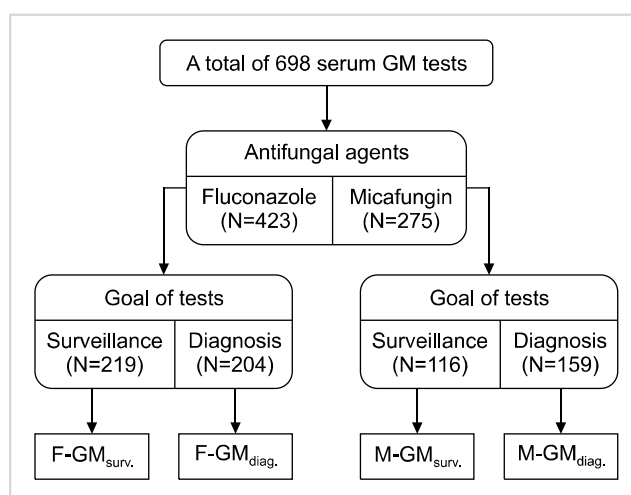 A total of 698 serum GM tests
Antifungal agents
Fluconazole
(N=423)
Micafungin
(N=275)
Goal of tests
Surveillance
(N=219)
Diagnosis
(N=204)
Goal of tests
Surveillance
(N=116)
Diagnosis
(N=159)
F-GMsurv.
F-GMdiag.
M-GMsurv.
M-GMdiag.